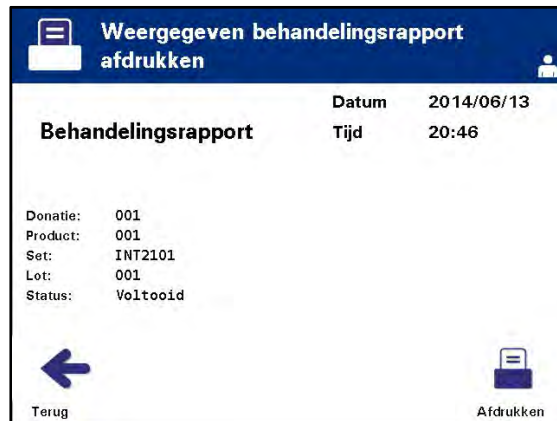 Weergegeven behandelingsrapport
afdrukken
Datum 2014/06/13
Behandelingsrapport Tijd 20:46
Donatie: 001
Product: 001
Set: INT2101
Lot: 001
Status: Voltooid
Terug Afdrukken